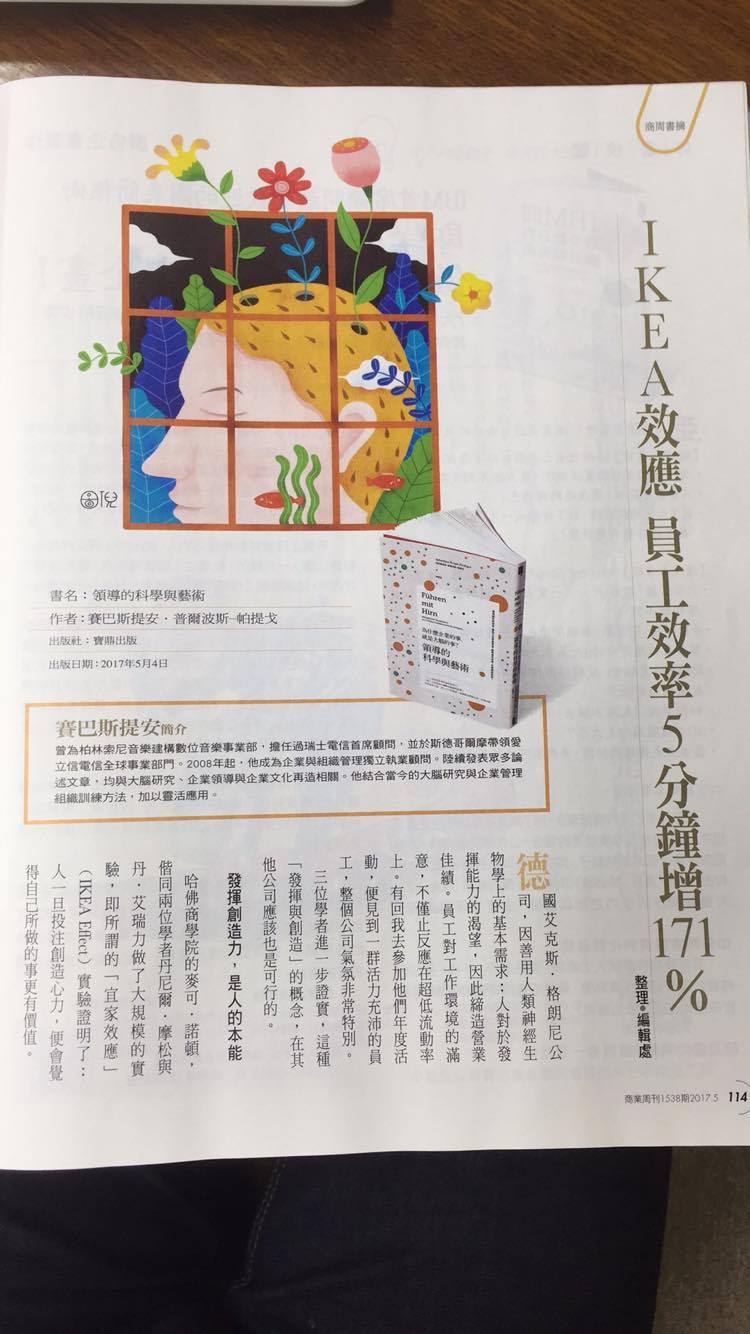 商周書摘
IKEA效應 員工效率5分鐘增171%
整理•編輯處
Führen
mit
Hirn
為什麼企業的事
就是大腦的事?
領導的
科學與藝術
書名：領導的科學與藝術
作者：賽巴斯提安・普爾波斯–帕提戈
出版社：寶鼎出版
出版日期：2017年5月4日
賽巴斯提安簡介
曾為柏林索尼音樂建構數位音樂事業部，擔任過瑞士電信首席顧問，並於斯德哥爾摩帶領愛
立信電信全球事業部門。2008年起，他成為企業與組織管理獨立執業顧問。陸續發表眾多論
述文章，均與大腦研究、企業領導與企業文化再造相關。他結合當今的大腦研究與企業管理
組織訓練方法，加以靈活應用。
德國艾克斯・格朗尼公
司，因善用人類神經生
物學上的基本需求：人對於發
揮能力的渴望，因此締造營業
佳績。員工對工作環境的滿
意，不僅止反應在超低流動率
上。有回我去參加他們年度活
動，便見到一群活力充沛的員
工，整個公司氣氛非常特別。
三位學者進一步證實，這種
「發揮與創造」的概念，在其
他公司應該也是可行的。
發揮創造力，是人的本能
哈佛商學院的麥可・諾頓，
偕同兩位學者丹尼爾・摩松與
丹・艾瑞力做了大規模的實
驗，即所謂的「宜家效應」
（IKEA Effect）實驗證明了：
人一旦投注創造心力，便會覺
得自己所做的事更有價值。
商業周刊1538期2017.5 114